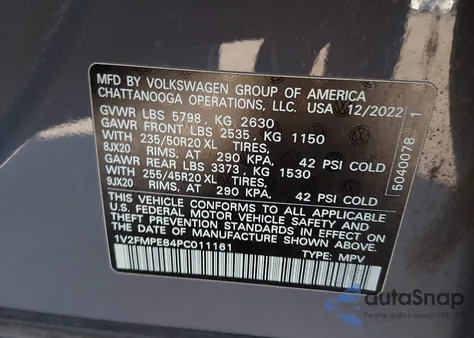 MFD BY VOLKSWAGEN GROUP OF AMERICA
CHATTANOOGA OPERATIONS, LLC. USA 12/2022
GVWR LBS 5798, KG 2630
GAWR FRONT LBS 2535, KG 1150
WITH 235/50R20 XL TIRES,
8JX20 RIMS, AT 290 KPA, 42 PSI COLD
GAWR REAR LBS 3373, KG 1530
WITH 255/45R20 XL TIRES,
9JX20 RIMS, AT 290 KPA, 42 PSI COLD
THIS VEHICLE CONFORMS TO ALL APPLICABLE
U.S. FEDERAL MOTOR VEHICLE SAFETY AND
THEFT PREVENTION STANDARDS IN EFFECT ON
THE DATE OF MANUFACTURE SHOWN ABOVE.
1V2FMPE84PC011161 TYPE: MPV
5040078 1
autoSnap